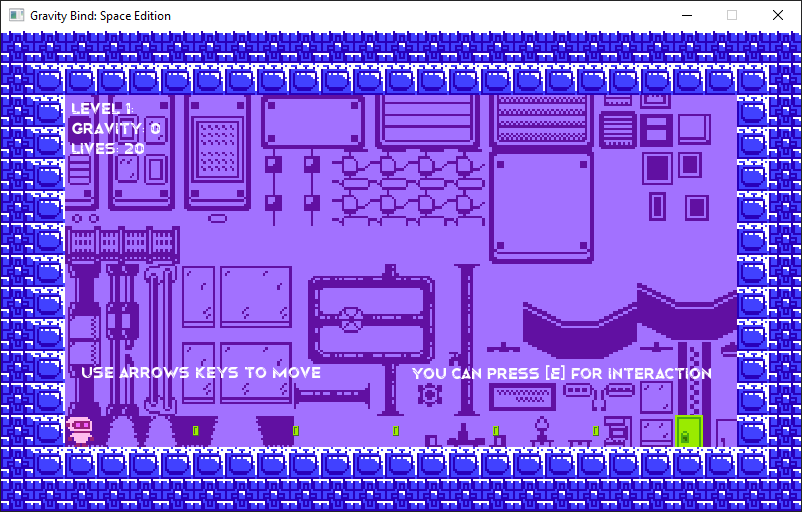 Gravity Bind: Space Edition
LEVEL 1:
GRAVITY: 0
LIVES: 20
USE ARROWS KEYS TO MOVE
YOU CAN PRESS [E] FOR INTERACTION